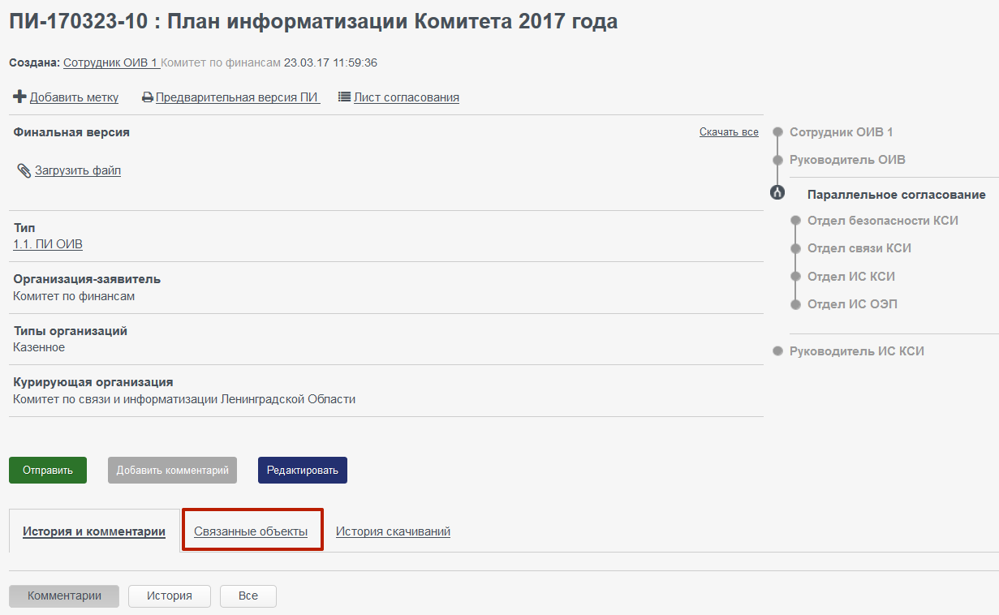 ПИ-170323-10 : План информатизации Комитета 2017 года
Создана: Сотрудник ОИВ 1 Комитет по финансам 23.03.17 11:59:36
Добавить метку Предварительная версия ПИ Лист согласования
Финальная версия Скачать все
Загрузить файл
Тип
1.1. ПИ ОИВ
Организация-заявитель
Комитет по финансам
Типы организаций
Казенное
Курирующая организация
Комитет по связи и информатизации Ленинградской Области
Сотрудник ОИВ 1
Руководитель ОИВ
Параллельное согласование
Отдел безопасности КСИ
Отдел связи КСИ
Отдел ИС КСИ
Отдел ИС ОЭП
Руководитель ИС КСИ
Отправить Добавить комментарий Редактировать
История и комментарии Связанные объекты История скачиваний
Комментарии История Все